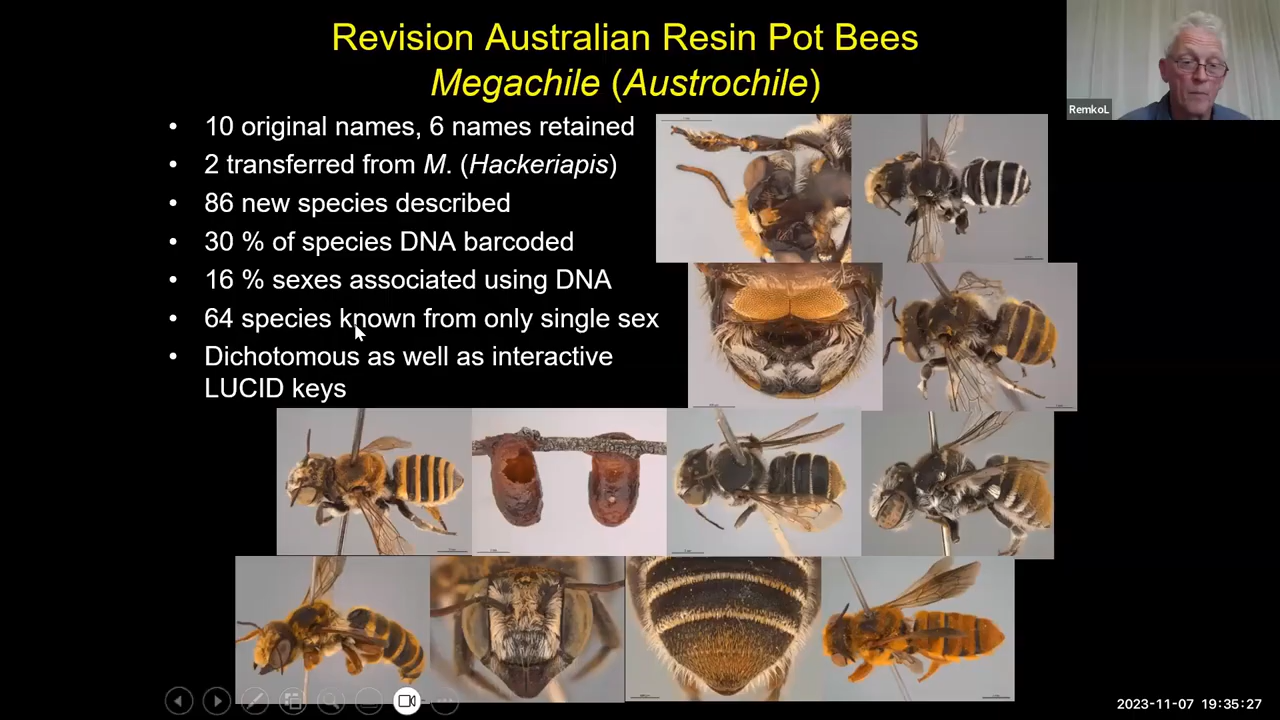 Revision Australian Resin Pot Bees
Megachile (Austrochile)
RemkoL
• 10 original names, 6 names retained
• 2 transferred from M. (Hackeriapis)
• 86 new species described
• 30 % of species DNA barcoded
• 16 % sexes associated using DNA
• 64 species known from only single sex
• Dichotomous as well as interactive
LUCID keys
2023-11-07 19:35:27